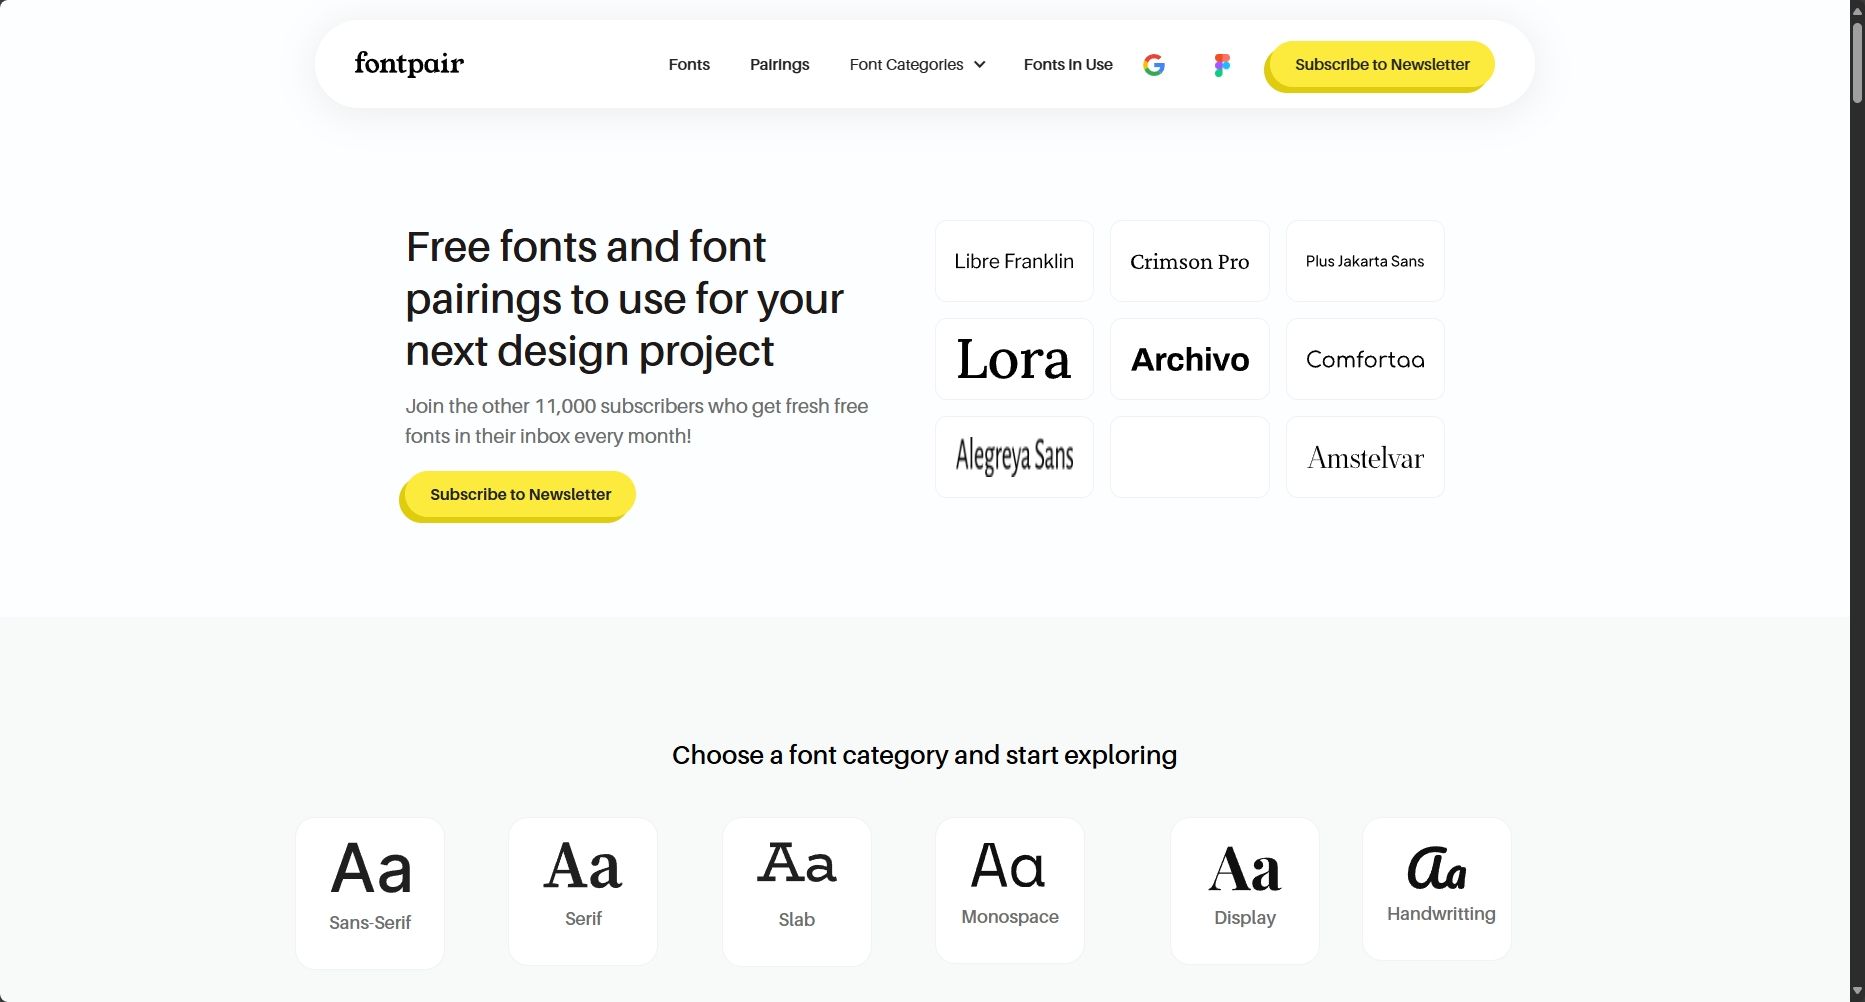 fontpair
Fonts
Pairings
Font Categories
Fonts In Use
Subscribe to Newsletter
Free fonts and font
pairings to use for your
next design project
Join the other 11,000 subscribers who get fresh free
fonts in their inbox every month!
Subscribe to Newsletter
Libre Franklin
Crimson Pro
Plus Jakarta Sans
Lora
Archivo
Comfortaa
Alegreya Sans
Amstelvar
Choose a font category and start exploring
Aa
Sans-Serif
Aa
Serif
Aa
Slab
Aa
Monospace
Aa
Display
Aa
Handwritting